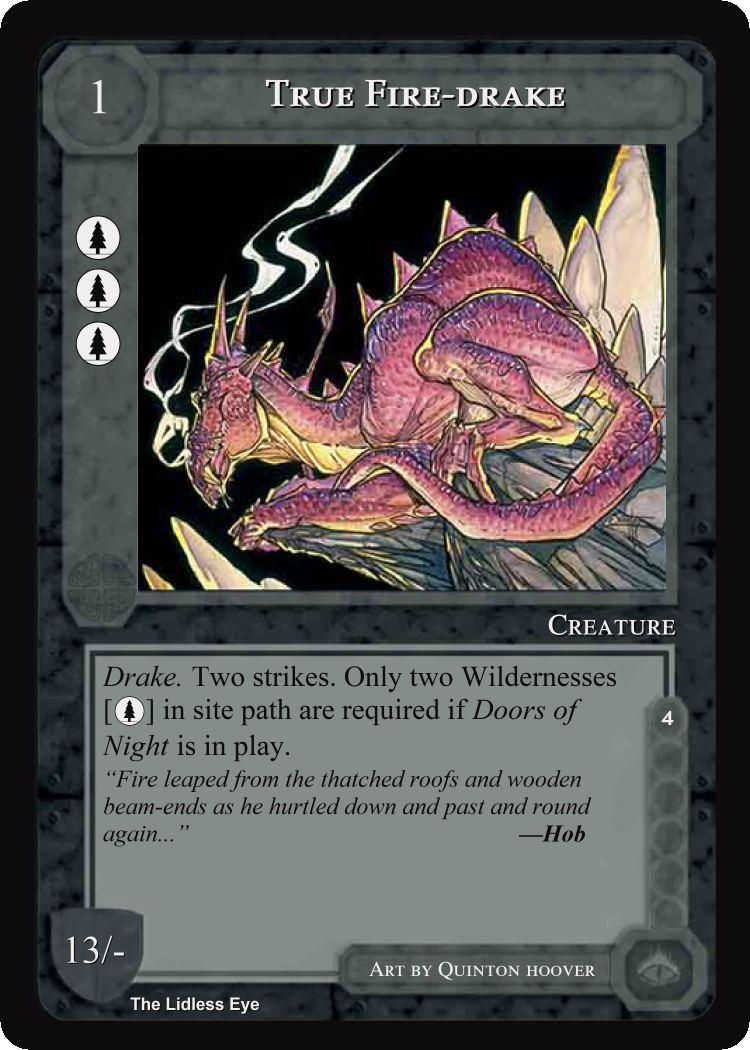 1
True Fire-drake
Creature
Drake. Two strikes. Only two Wildernesses
[] in site path are required if Doors of
Night is in play.
“Fire leaped from the thatched roofs and wooden
beam-ends as he hurtled down and past and round
again...” —Hob
4
13/-
Art by Quinton hoover
The Lidless Eye